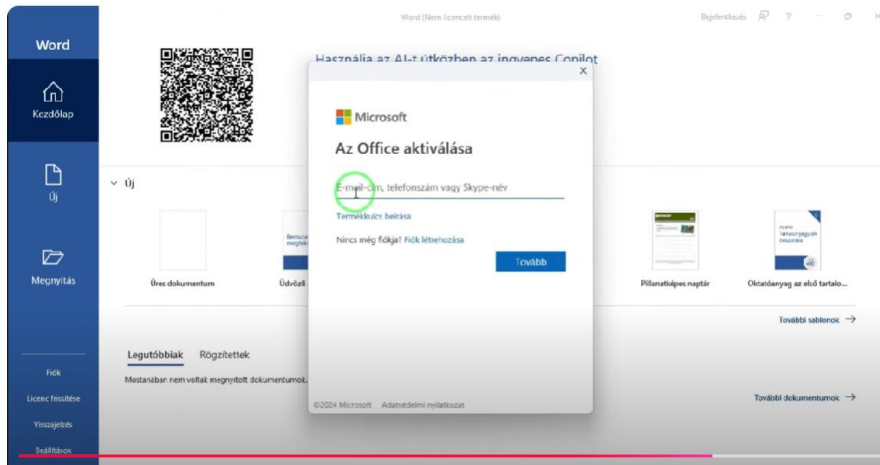 Word (Nem licencelt termék)
Bejelentkezés
?
Word
Kezdőlap
Új
Megnyitás
Fiók
Licenc frissítése
Visszajelzés
Beállítások
Használja az AI-t útközben az ingyenes Copilot
Microsoft
Az Office aktiválása
E-mail-cím, telefonszám vagy Skype-név
Termékkulcs beírása
Nincs még fiókja? Fiók létrehozása
Tovább
©2024 Microsoft Adatvédelmi nyilatkozat
Új
Üres dokumentum
Üdvözli
Pillanatképes naptár
Oktatóanyag az első tartalo...
További sablonok
Legutóbbiak Rögzítettek
Mostanában nem voltak megnyitott dokumentumok.
További dokumentumok